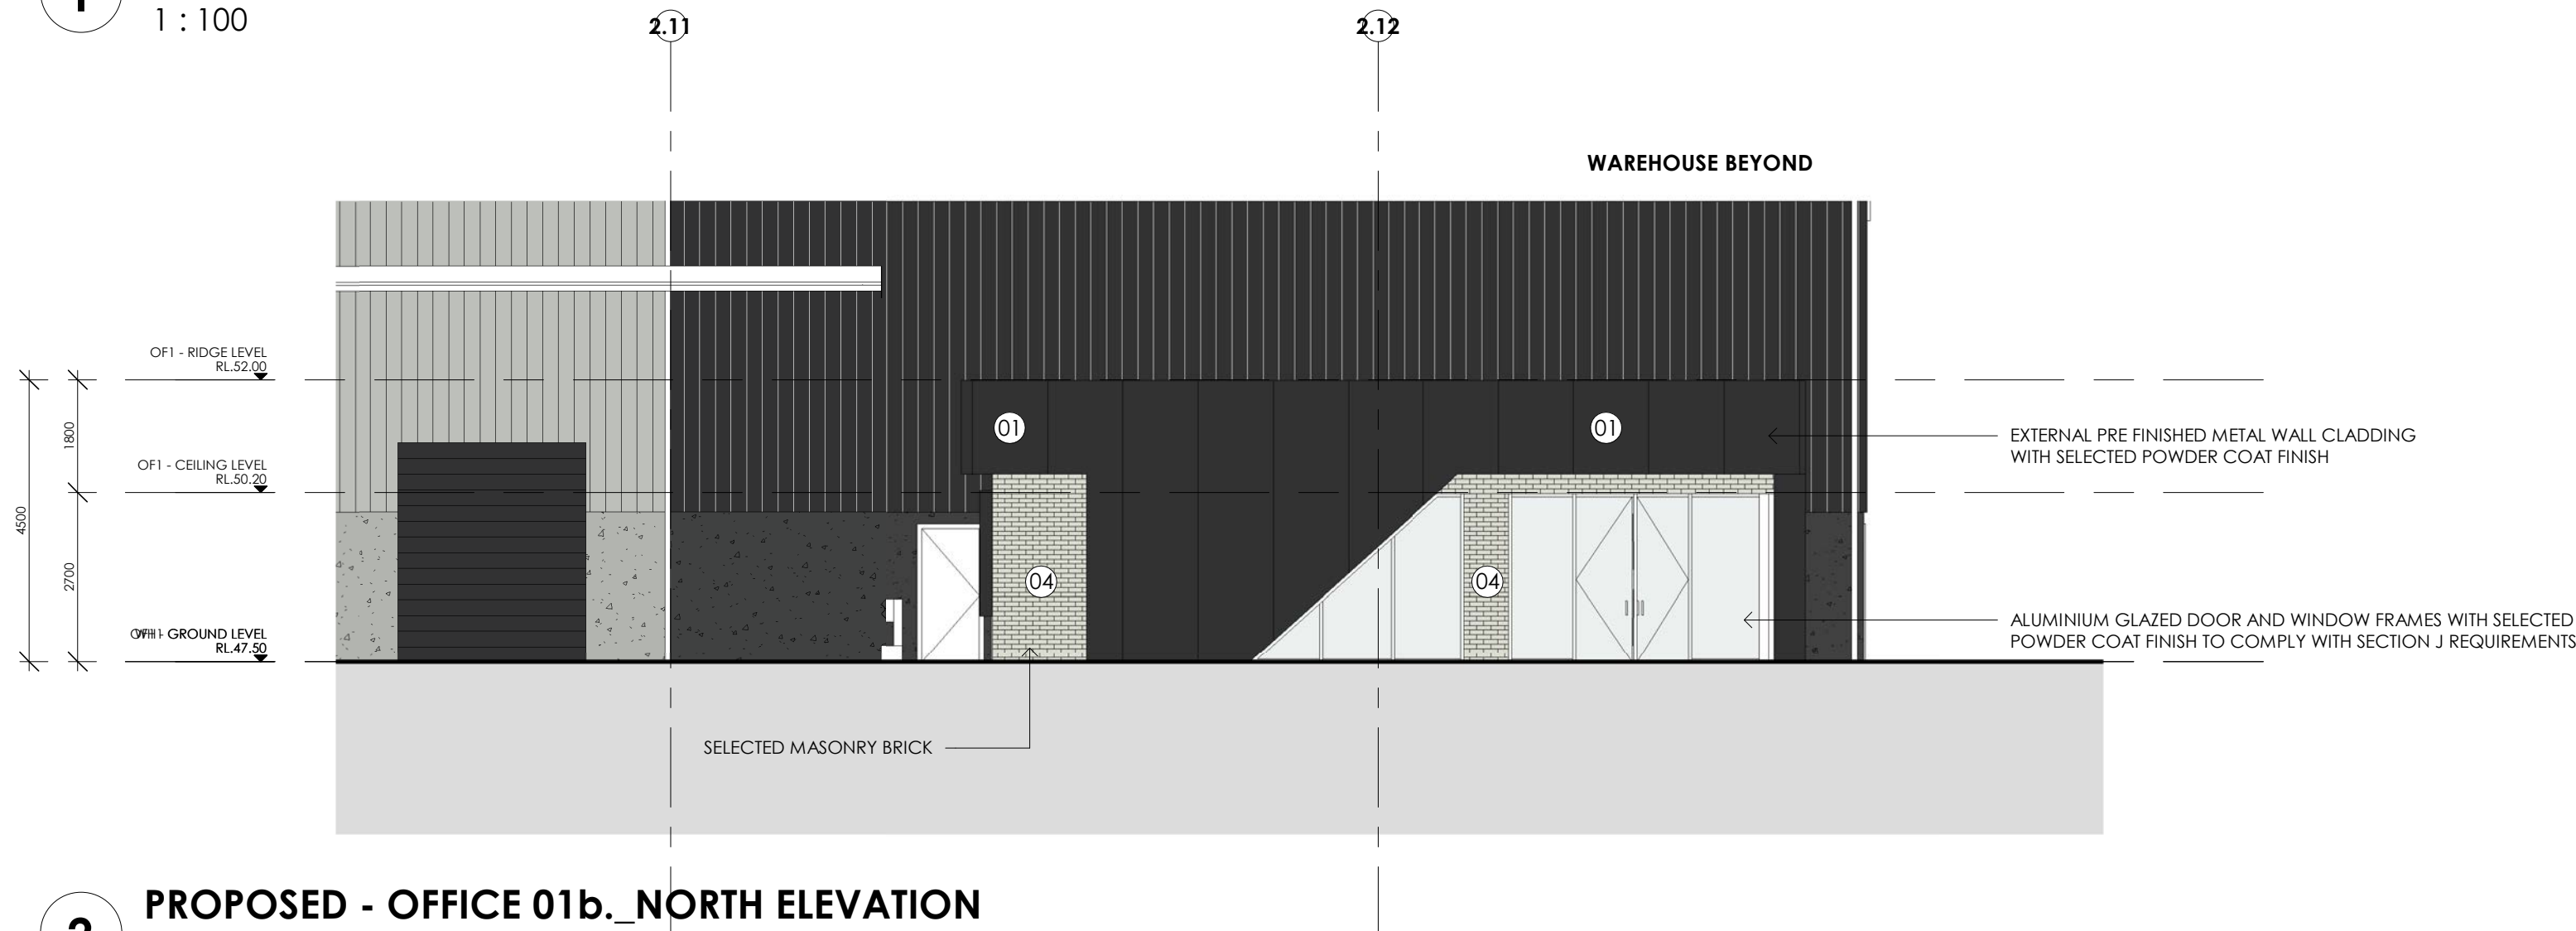 1
1 : 100
2.11
2.12
WAREHOUSE BEYOND
OF1 - RIDGE LEVEL
RL.52.00
1800
01
01
EXTERNAL PRE FINISHED METAL WALL CLADDING
WITH SELECTED POWDER COAT FINISH
OF1 - CEILING LEVEL
RL.50.20
4500
2700
04
04
ALUMINIUM GLAZED DOOR AND WINDOW FRAMES WITH SELECTED
POWDER COAT FINISH TO COMPLY WITH SECTION J REQUIREMENTS
GROUND LEVEL
RL.47.50
SELECTED MASONRY BRICK
PROPOSED - OFFICE 01b._NORTH ELEVATION